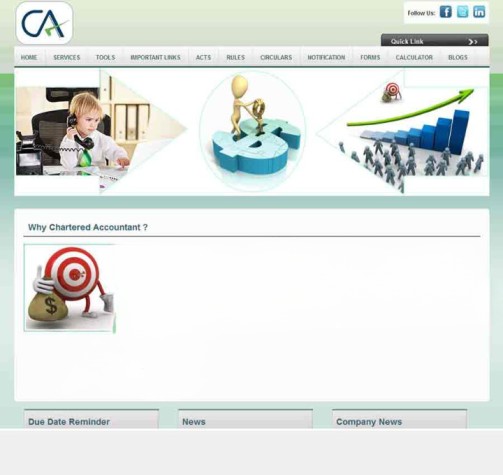 CA
Follow Us:
Quick Link
HOME SERVICES TOOLS IMPORTANT LINKS ACTS RULES CIRCULARS NOTIFICATION FORMS CALCULATOR BLOGS
Why Chartered Accountant ?
Due Date Reminder News Company News